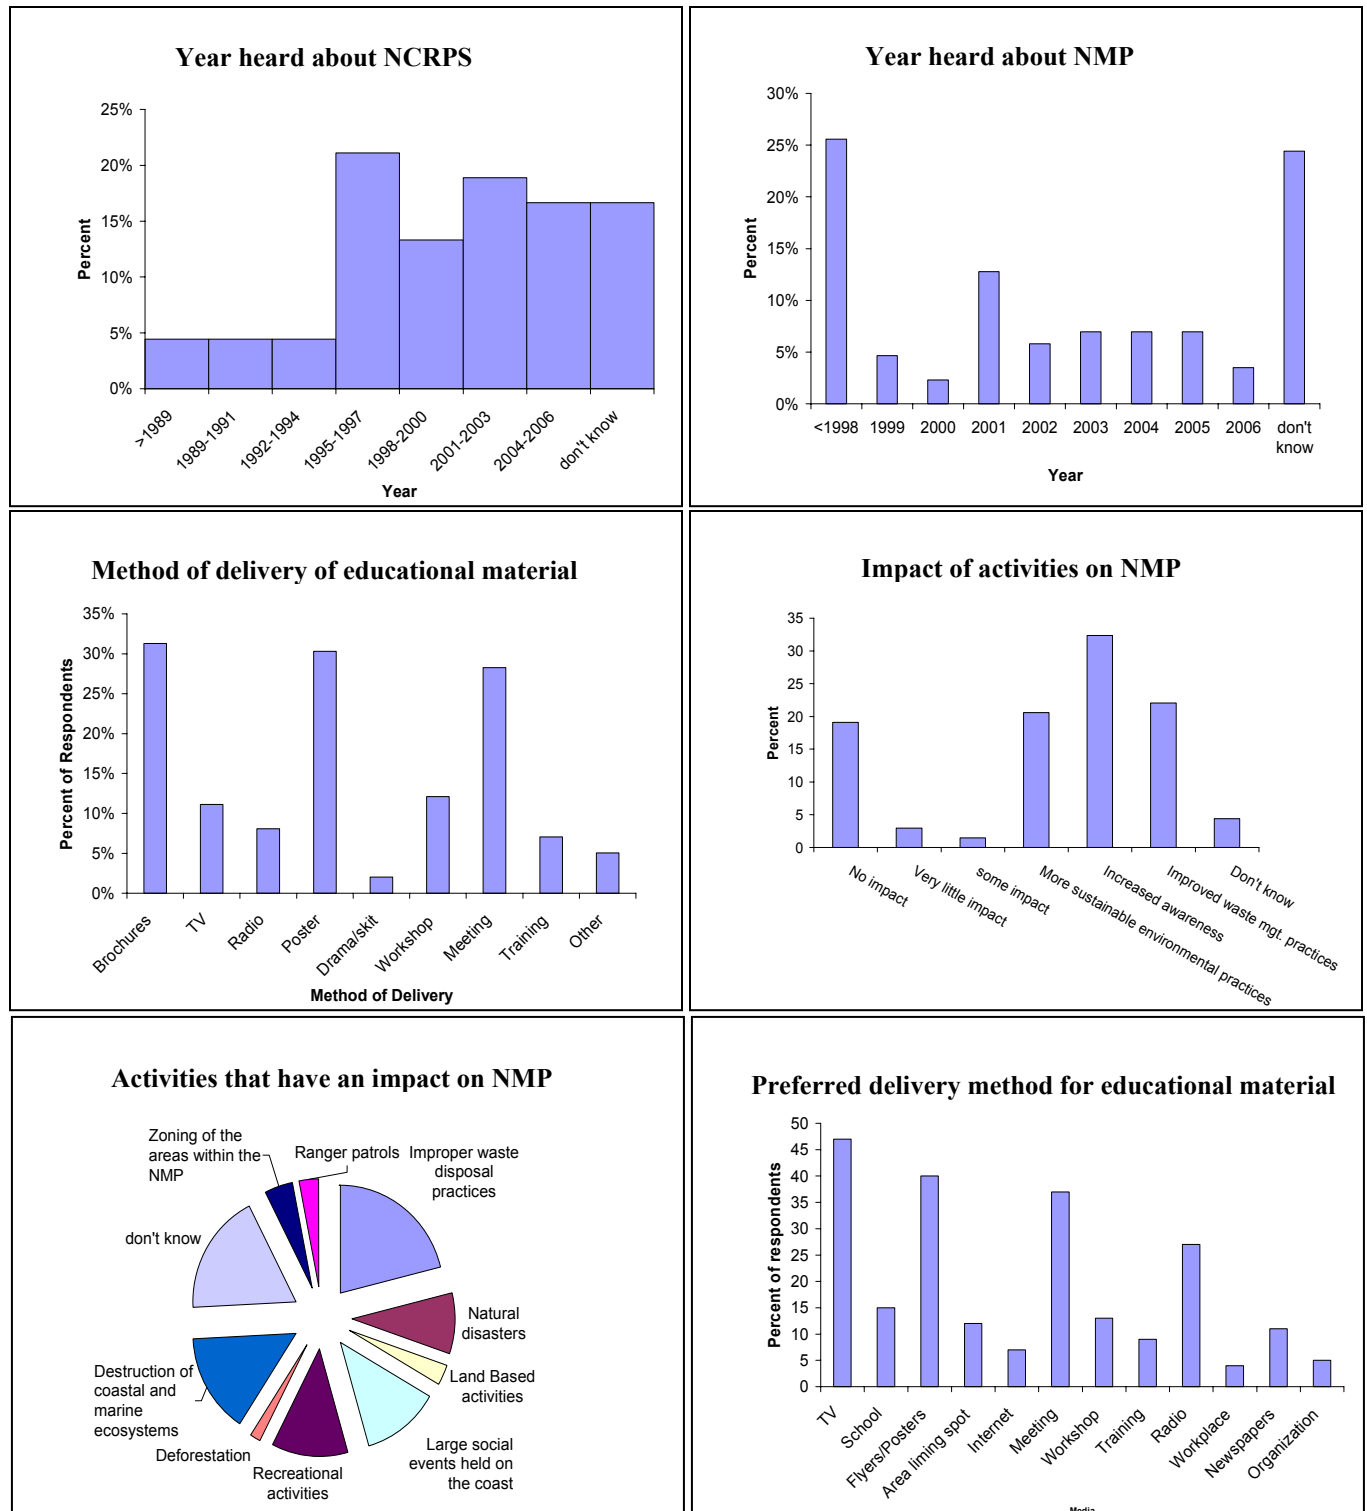 Year heard about NCRPS
25%
20%
15%
10%
5%
0%
Percent
>1989
1989-1991
1992-1994
1995-1997
1998-2000
2001-2003
2004-2006
don't know
Year
Year heard about NMP
30%
25%
20%
15%
10%
5%
0%
Percent
<1998
1999
2000
2001
2002
2003
2004
2005
2006
don't
know
Year
Method of delivery of educational material
35%
30%
25%
20%
15%
10%
5%
0%
Percent of Respondents
Brochures
TV
Radio
Poster
Drama/skit
Workshop
Meeting
Training
Other
Method of Delivery
Impact of activities on NMP
35
30
25
20
15
10
5
0
Percent
No impact
Very little impact
some impact
More sustainable environmental practices
Increased awareness
Improved waste mgt. practices
Don't know
Activities that have an impact on NMP
Zoning of the
areas within the
NMP
Ranger patrols
Improper waste
disposal
practices
don't know
Natural
disasters
Land Based
activities
Destruction of
coastal and
marine
ecosystems
Deforestation
Recreational
activities
Large social
events held on
the coast
Preferred delivery method for educational material
50
45
40
35
30
25
20
15
10
5
0
Percent of respondents
TV
School
Flyers/Posters
Area liming spot
Internet
Meeting
Workshop
Training
Radio
Workplace
Newspapers
Organization
Media